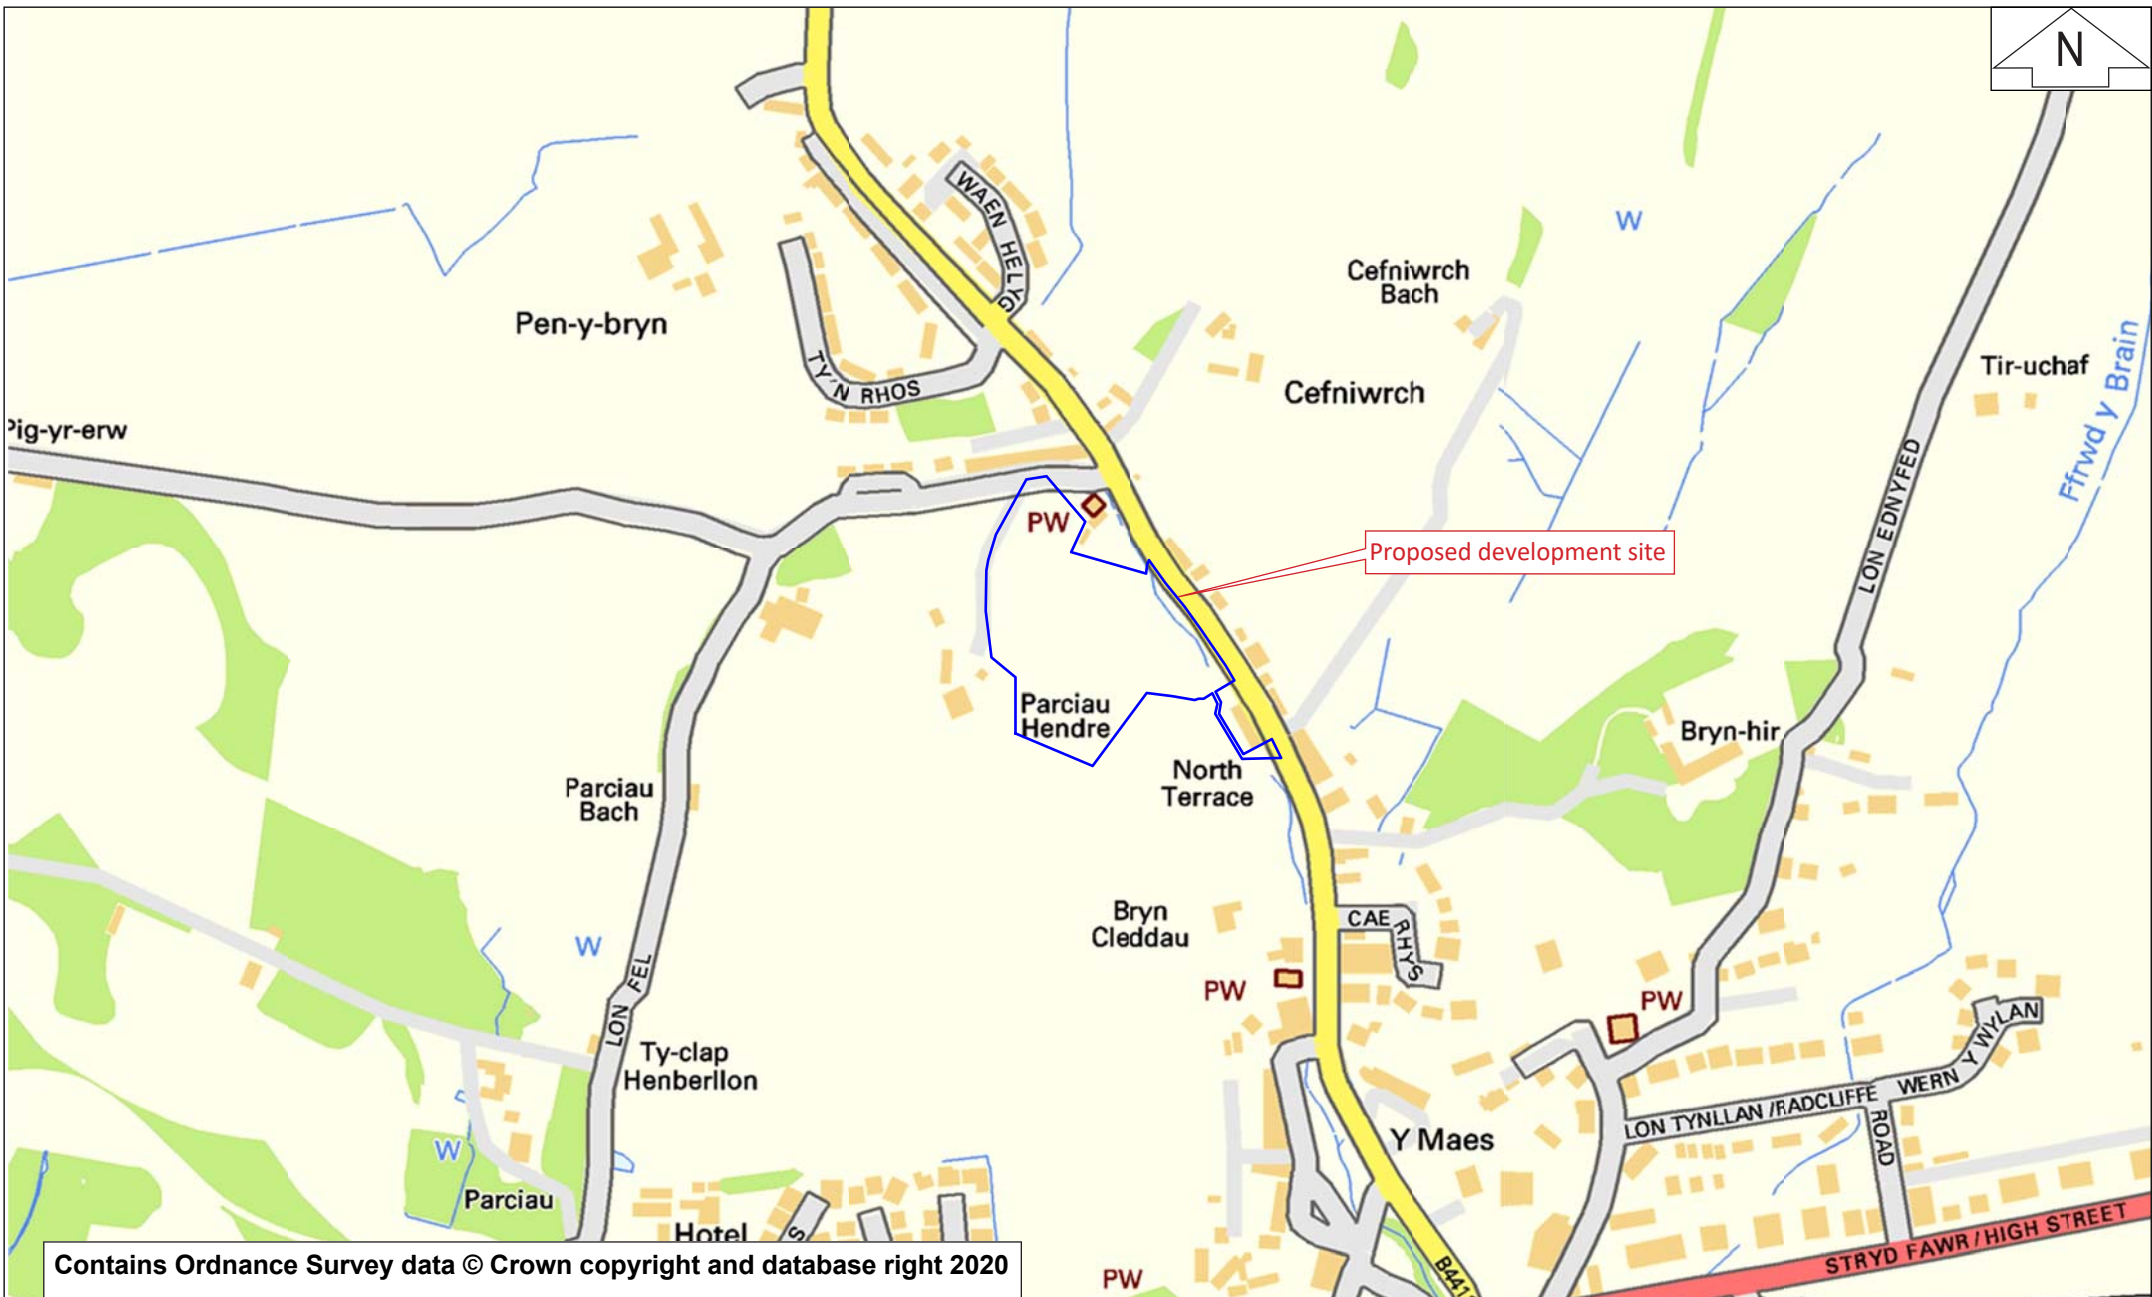 N
WAEN HELYG
W
Cefniwrch
Bach
Pen-y-bryn
TY'N RHOS
Cefniwrch
Tir-uchaf
Ffrwd y Brain
Pig-yr-erw
LON EDNYFED
PW
Proposed development site
Parciau
Hendre
Bryn-hir
North
Terrace
Parciau
Bach
Bryn
Cleddau
CAE RHYS
W
LON FEL
PW
PW
Y WYLAN
WERN
Ty-clap
Henberllon
LON TYNLLAN / RADCLIFFE
ROAD
W
Y Maes
Parciau
Hotel
S
STRYD FAWR / HIGH STREET
Contains Ordnance Survey data © Crown copyright and database right 2020
PW